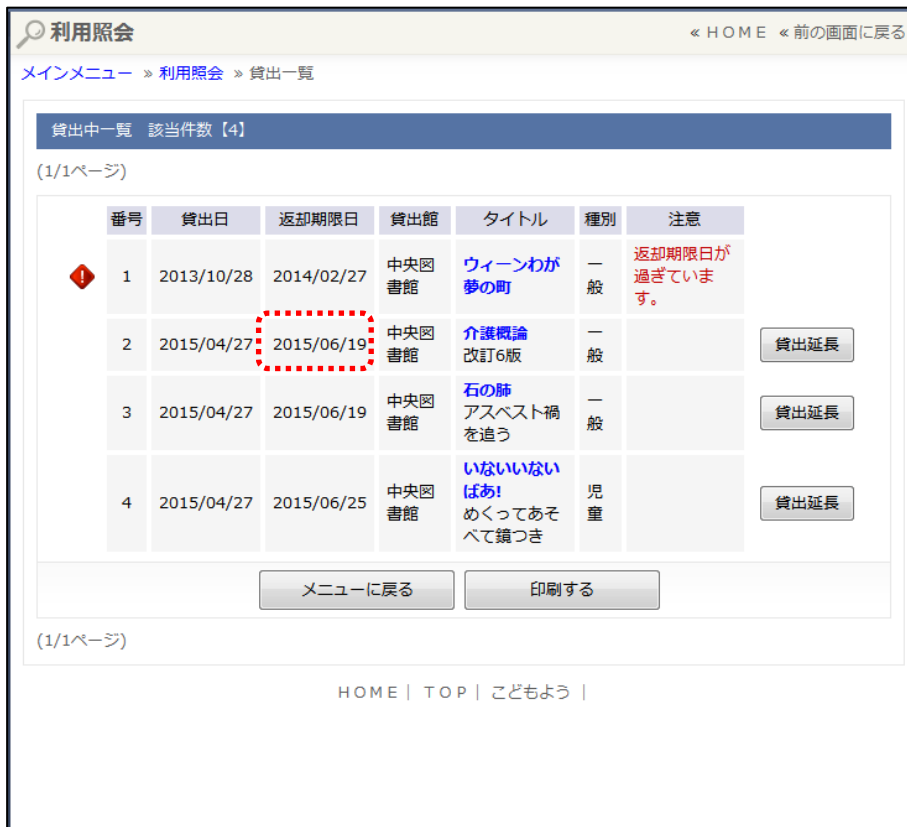 利用照会 «ＨＯＭＥ «前の画面に戻る
メインメニュー » 利用照会 » 貸出一覧
貸出中一覧 該当件数【4】
(1/1ページ)
番号 貸出日 返却期限日 貸出館 タイトル 種別 注意
1 2013/10/28 2014/02/27
中央図
書館
ウィーンわが
夢の町
一
般
返却期限日が
過ぎていま
す。
2 2015/04/27 2015/06/19
中央図
書館
介護概論
改訂6版
一
般
貸出延長
3 2015/04/27 2015/06/19
中央図
書館
石の肺
アスベスト禍
を追う
一
般
貸出延長
4 2015/04/27 2015/06/25
中央図
書館
いないいない
ばあ!
めくってあそ
べて鏡つき
児
童
貸出延長
メニューに戻る 印刷する
(1/1ページ)
ＨＯＭＥ｜ＴＯＰ｜こどもよう｜